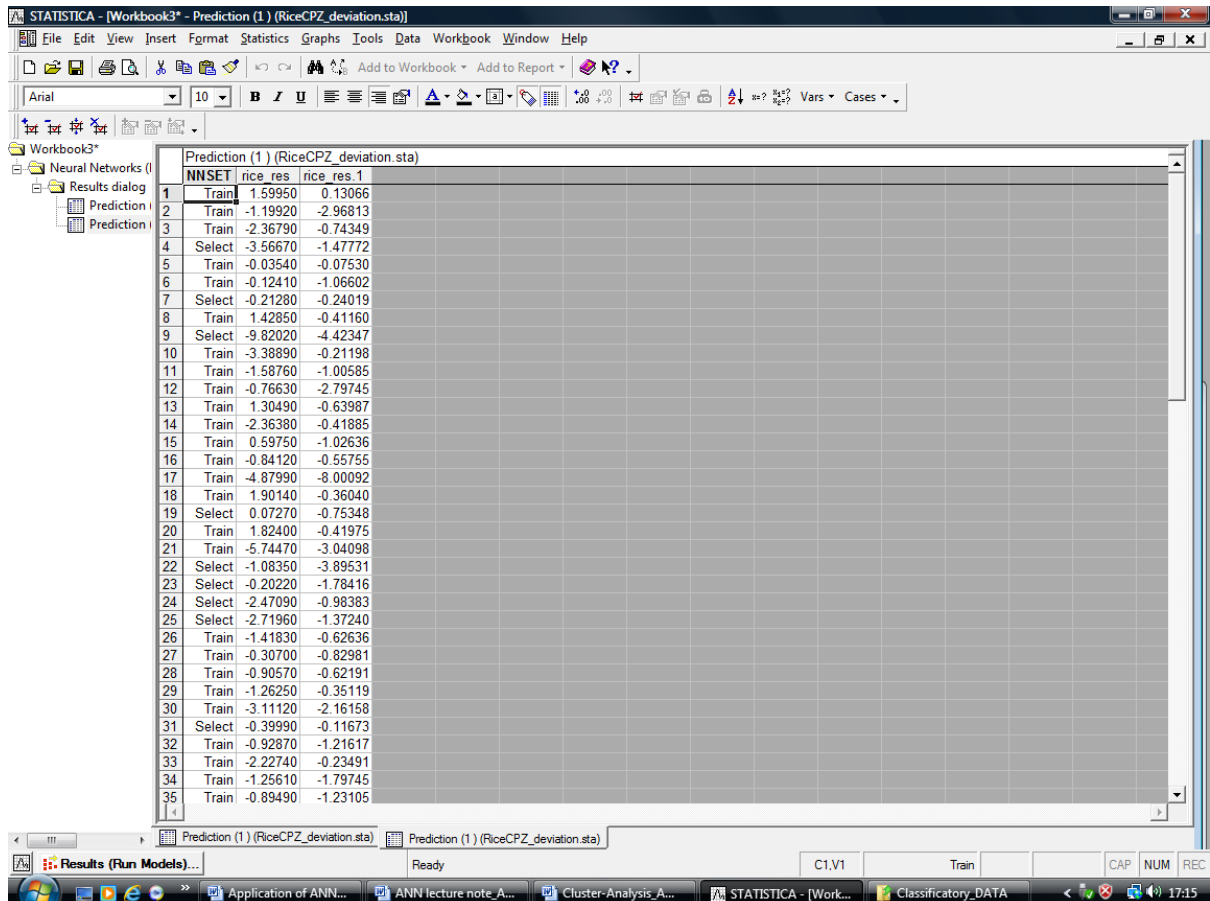 STATISTICA - [Workbook3* - Prediction (1 ) (RiceCPZ_deviation.sta)]
File Edit View Insert Format Statistics Graphs Tools Data Workbook Window Help
Add to Workbook Add to Report
Arial 10 B I U Vars Cases
Workbook3*
Neural Networks (
Results dialog
Prediction
Prediction
Prediction (1 ) (RiceCPZ_deviation.sta)
NNSET rice_res rice_res.1
1 Train 1.59950 0.13066
2 Train -1.19920 -2.96813
3 Train -2.36790 -0.74349
4 Select -3.56670 -1.47772
5 Train -0.03540 -0.07530
6 Train -0.12410 -1.06602
7 Select -0.21280 -0.24019
8 Train 1.42850 -0.41160
9 Select -9.82020 -4.42347
10 Train -3.38890 -0.21198
11 Train -1.58760 -1.00585
12 Train -0.76630 -2.79745
13 Train 1.30490 -0.63987
14 Train -2.36380 -0.41885
15 Train 0.59750 -1.02636
16 Train -0.84120 -0.55755
17 Train -4.87990 -8.00092
18 Train 1.90140 -0.36040
19 Select 0.07270 -0.75348
20 Train 1.82400 -0.41975
21 Train -5.74470 -3.04098
22 Select -1.08350 -3.89531
23 Select -0.20220 -1.78416
24 Select -2.47090 -0.98383
25 Select -2.71960 -1.37240
26 Train -1.41830 -0.62636
27 Train -0.30700 -0.82981
28 Train -0.90570 -0.62191
29 Train -1.26250 -0.35119
30 Train -3.11120 -2.16158
31 Select -0.39990 -0.11673
32 Train -0.92870 -1.21617
33 Train -2.22740 -0.23491
34 Train -1.25610 -1.79745
35 Train -0.89490 -1.23105
Prediction (1 ) (RiceCPZ_deviation.sta) Prediction (1 ) (RiceCPZ_deviation.sta)
Results (Run Models)... Ready C1,V1 Train CAP NUM REC
Application of ANN... ANN lecture note_A... Cluster-Analysis_A... STATISTICA - [Work... Classificatory_DATA 17:15